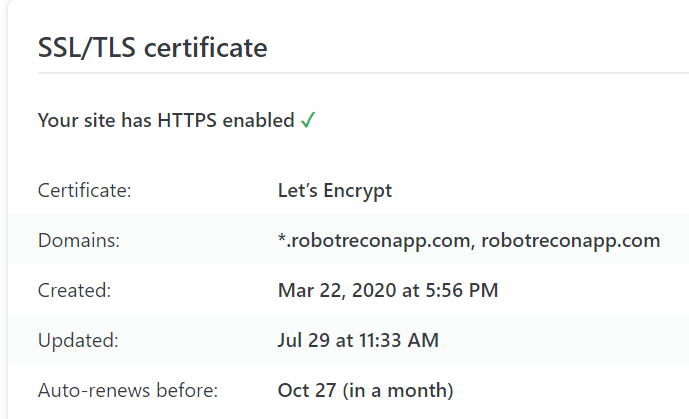 SSL/TLS certificate
Your site has HTTPS enabled ✓
Certificate: Let’s Encrypt
Domains: *.robotreconapp.com, robotreconapp.com
Created: Mar 22, 2020 at 5:56 PM
Updated: Jul 29 at 11:33 AM
Auto-renews before: Oct 27 (in a month)